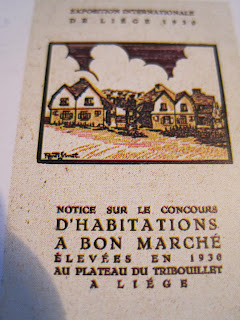 EXPOSITION INTERNATIONALE
DE LIÈGE 1930
NOTICE SUR LE CONCOURS
D'HABITATIONS
A BON MARCHÉ
ÉLEVÉES EN 1930
AU PLATEAU DU TRIBOUILLET
A LIÈGE